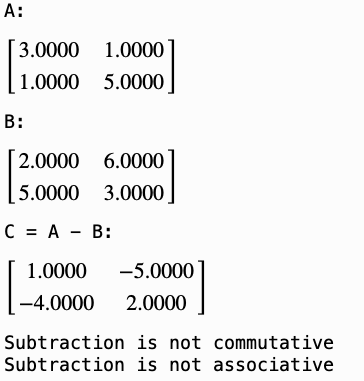 A:
3.0000 1.0000
1.0000 5.0000
B:
2.0000 6.0000
5.0000 3.0000
C = A - B:
1.0000 −5.0000
−4.0000 2.0000
Subtraction is not commutative
Subtraction is not associative